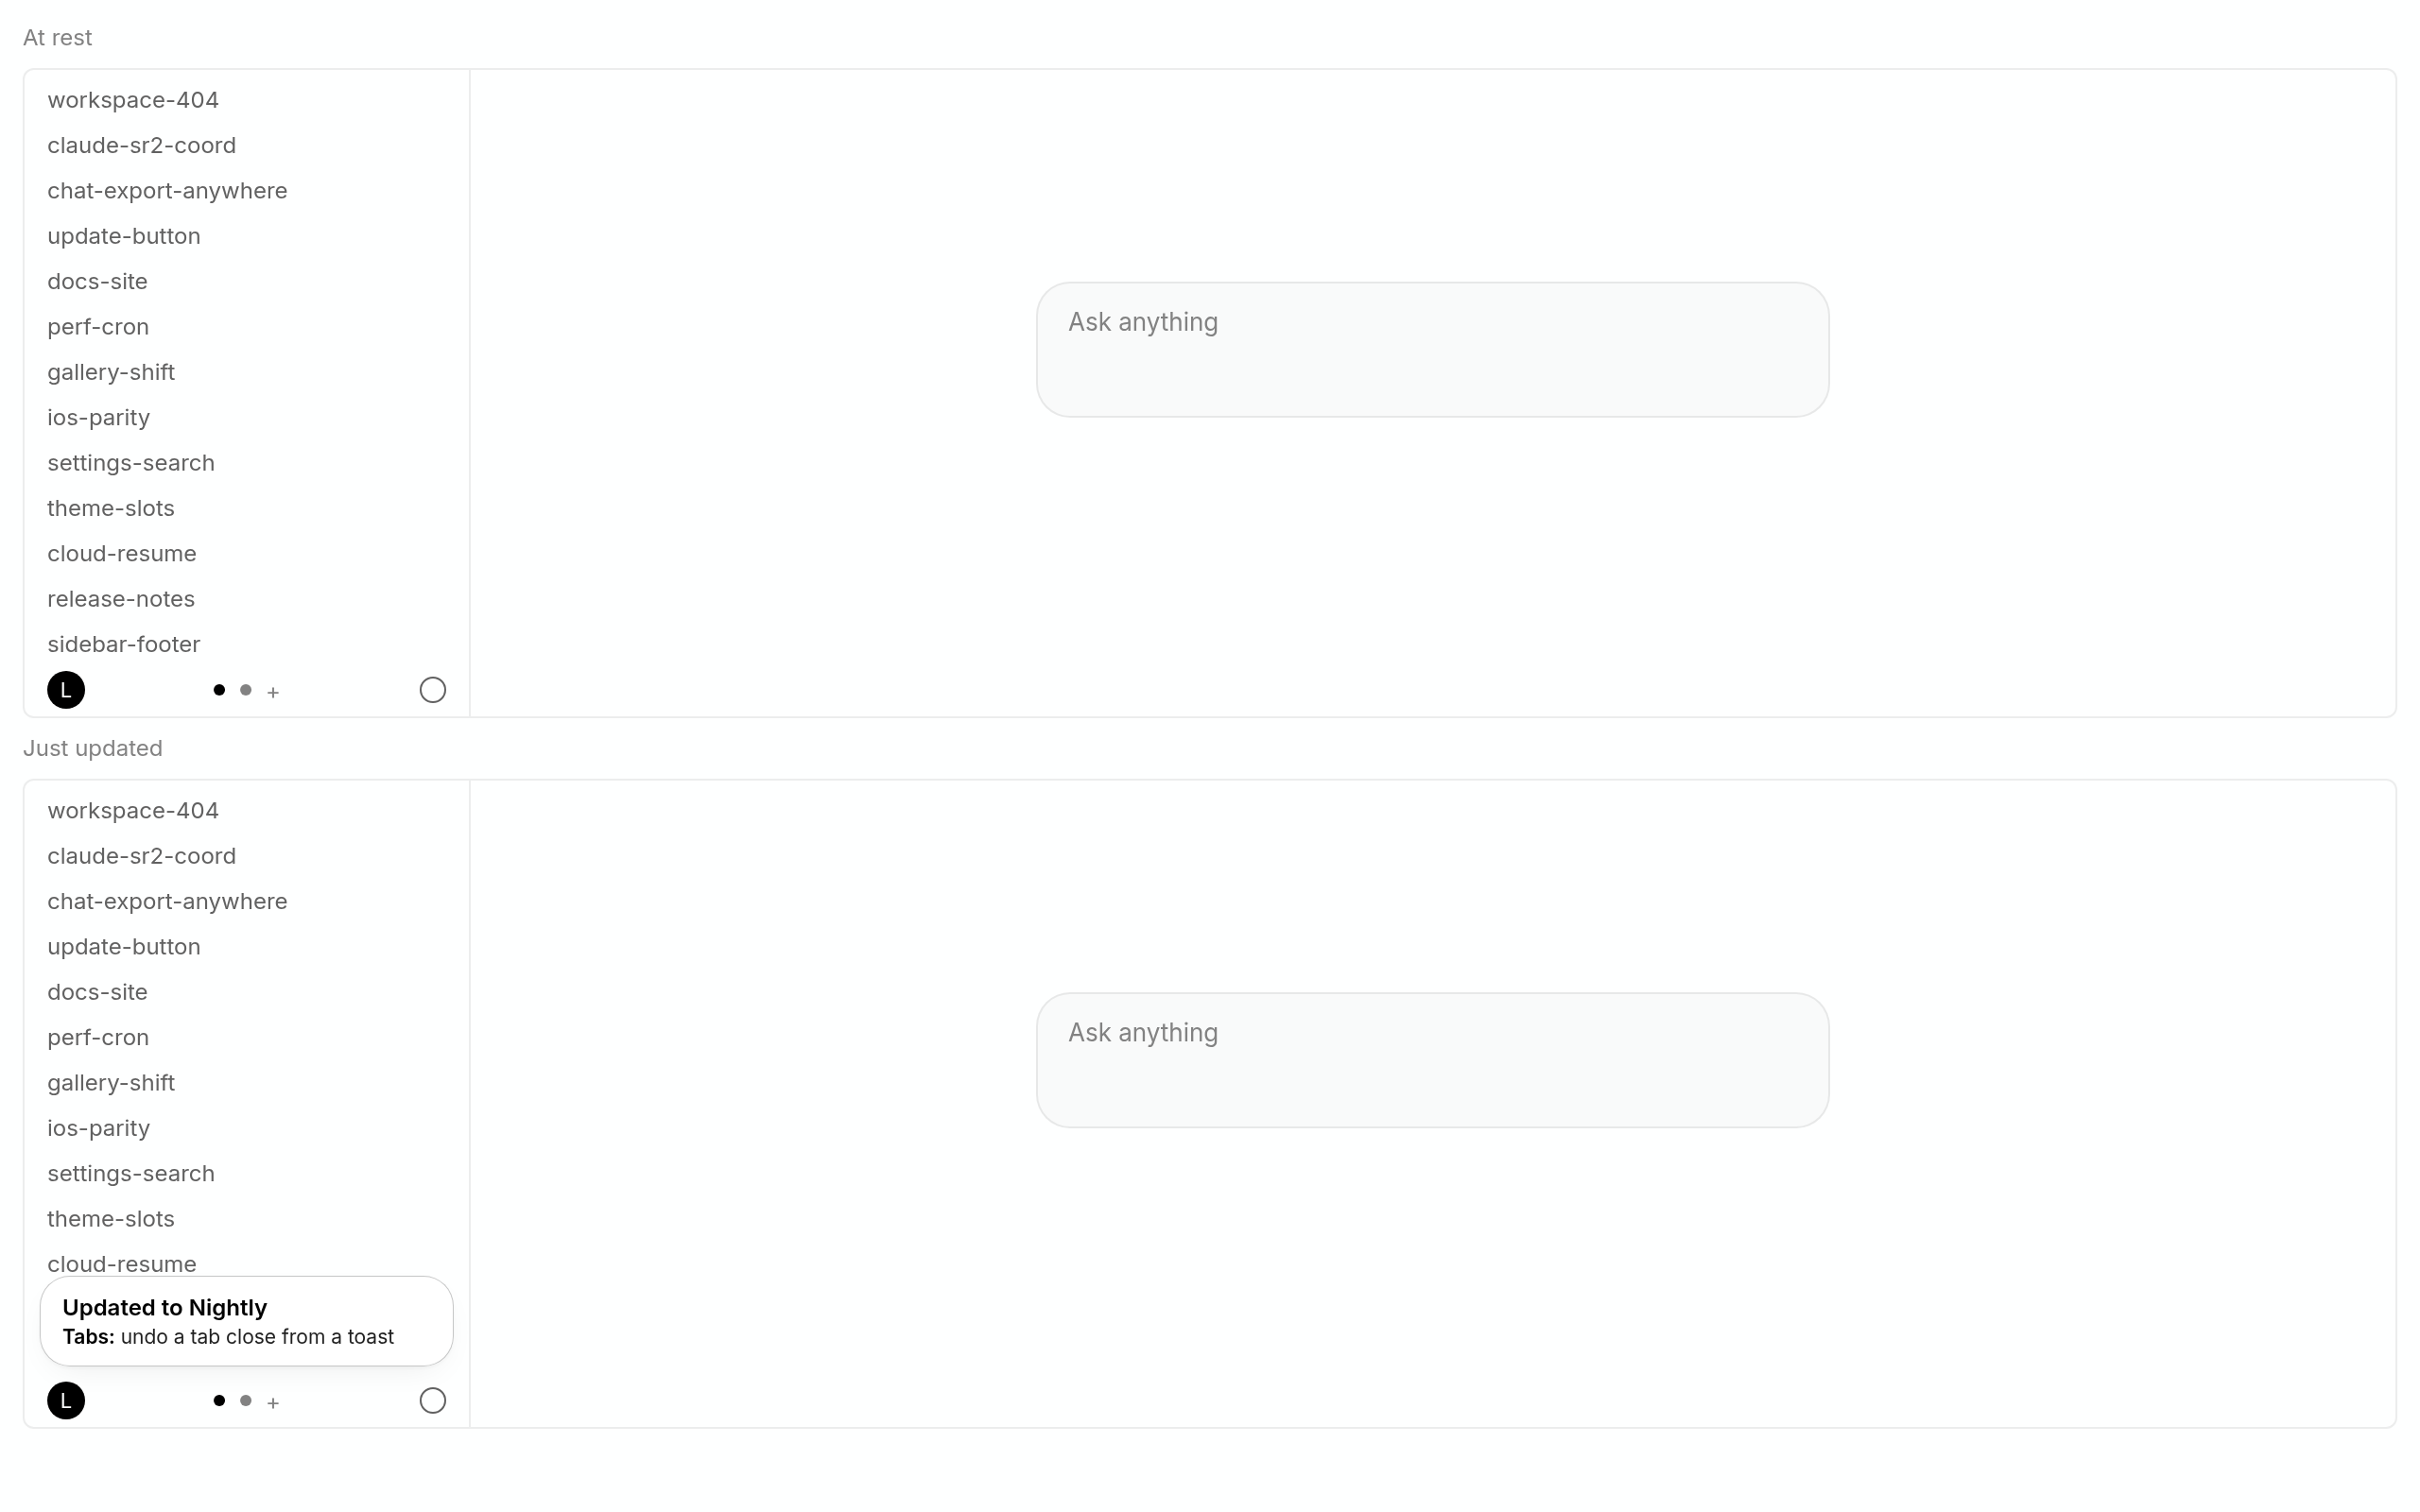 At rest
workspace-404
claude-sr2-coord
chat-export-anywhere
update-button
docs-site
perf-cron
gallery-shift
ios-parity
settings-search
theme-slots
cloud-resume
release-notes
sidebar-footer
L
+
Ask anything
Just updated
workspace-404
claude-sr2-coord
chat-export-anywhere
update-button
docs-site
perf-cron
gallery-shift
ios-parity
settings-search
theme-slots
cloud-resume
Updated to Nightly
Tabs: undo a tab close from a toast
L
+
Ask anything